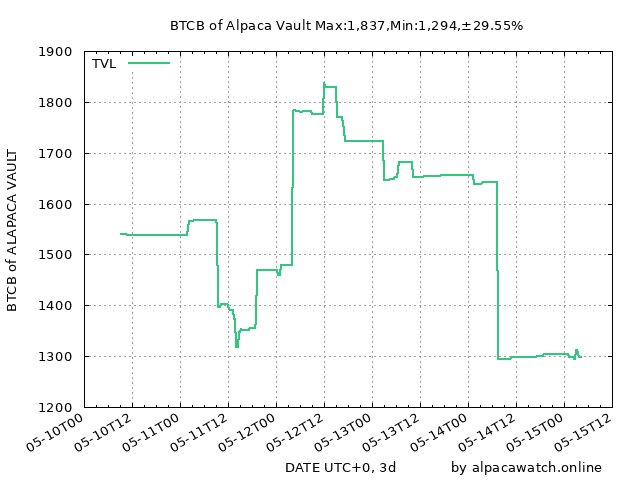 BTCB of Alpaca Vault Max:1,837,Min:1,294,±29.55%
TVL
BTCB of ALAPACA VAULT
1900
1800
1700
1600
1500
1400
1300
1200
05-10T00
05-10T12
05-11T00
05-11T12
05-12T00
05-12T12
05-13T00
05-13T12
05-14T00
05-14T12
05-15T00
05-15T12
DATE UTC+0, 3d
by alpacawatch.online